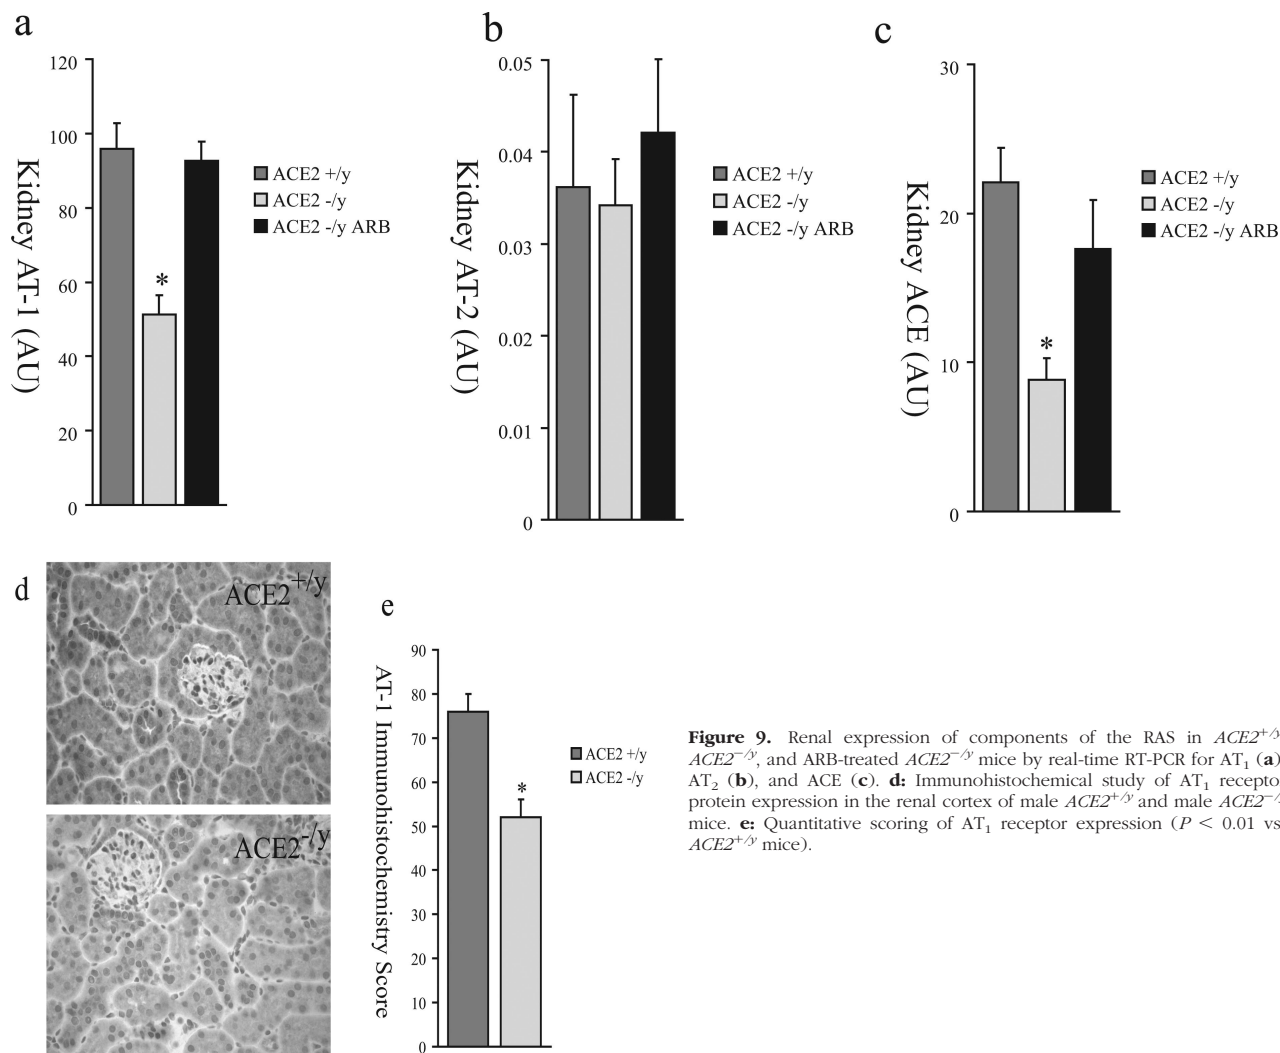 a
120
100
80
60
40
20
0
Kidney AT-1 (AU)
*
ACE2 +/y
ACE2 -/y
ACE2 -/y ARB
b
0.05
0.04
0.03
0.02
0.01
0
Kidney AT-2 (AU)
ACE2 +/y
ACE2 -/y
ACE2 -/y ARB
c
30
20
10
0
Kidney ACE (AU)
*
ACE2 +/y
ACE2 -/y
ACE2 -/y ARB
d
ACE2+/y
ACE2-/y
e
90
80
70
60
50
40
30
20
10
0
AT-1 Immunohistochemistry Score
*
ACE2 +/y
ACE2 -/y
Figure 9. Renal expression of components of the RAS in ACE2+/y
ACE2−/y, and ARB-treated ACE2−/y mice by real-time RT-PCR for AT1 (a)
AT2 (b), and ACE (c). d: Immunohistochemical study of AT1 recepto
protein expression in the renal cortex of male ACE2+/y and male ACE2−/
mice. e: Quantitative scoring of AT1 receptor expression (P < 0.01 vs
ACE2+/y mice).